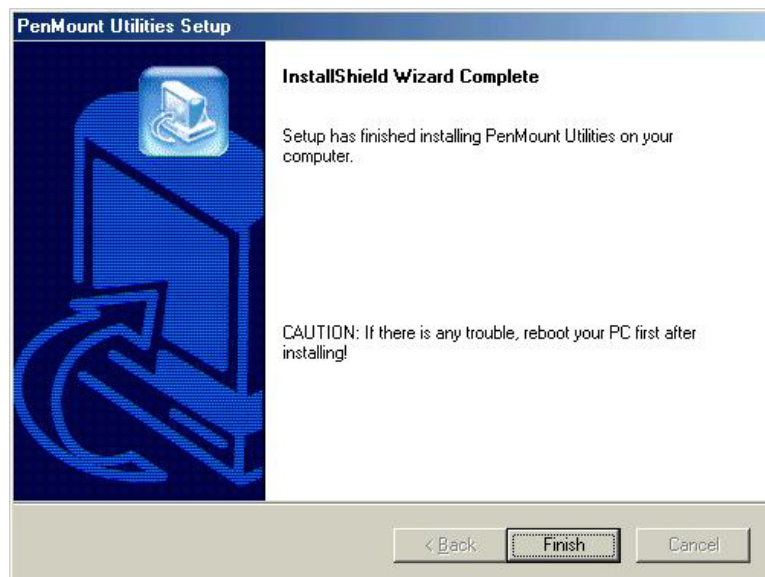 PenMount Utilities Setup
InstallShield Wizard Complete
Setup has finished installing PenMount Utilities on your
computer.
CAUTION: If there is any trouble, reboot your PC first after
installing!
< Back
Finish
Cancel